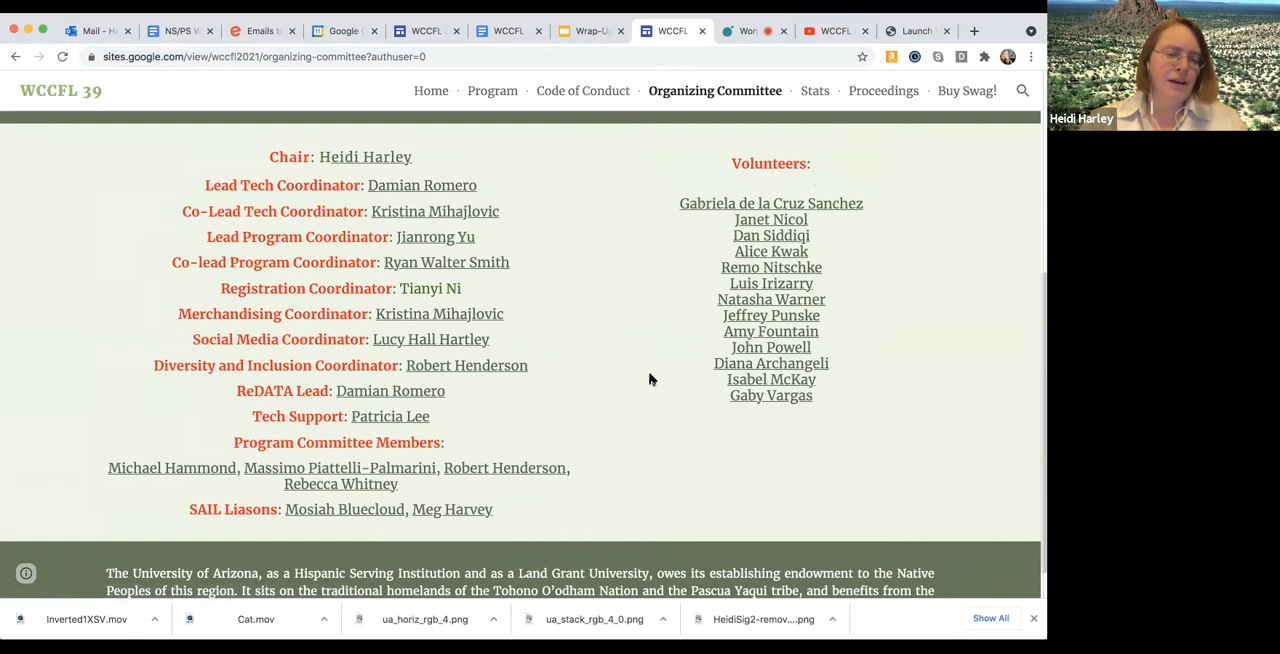 Mail - H
NS/PS W
Emails to
Google C
WCCFL
WCCFL
Wrap-Up
WCCFL
Won
WCCFL
Launch
sites.google.com/view/wccfl2021/organizing-committee?authuser=0
WCCFL 39
Home · Program · Code of Conduct · Organizing Committee · Stats · Proceedings · Buy Swag!
Heidi Harley
Chair: Heidi Harley
Lead Tech Coordinator: Damian Romero
Co-Lead Tech Coordinator: Kristina Mihajlovic
Lead Program Coordinator: Jianrong Yu
Co-lead Program Coordinator: Ryan Walter Smith
Registration Coordinator: Tianyi Ni
Merchandising Coordinator: Kristina Mihajlovic
Social Media Coordinator: Lucy Hall Hartley
Diversity and Inclusion Coordinator: Robert Henderson
ReDATA Lead: Damian Romero
Tech Support: Patricia Lee
Program Committee Members:
Michael Hammond, Massimo Piattelli-Palmarini, Robert Henderson,
Rebecca Whitney
SAIL Liasons: Mosiah Bluecloud, Meg Harvey
Volunteers:
Gabriela de la Cruz Sanchez
Janet Nicol
Dan Siddiqi
Alice Kwak
Remo Nitschke
Luis Irizarry
Natasha Warner
Jeffrey Punske
Amy Fountain
John Powell
Diana Archangeli
Isabel McKay
Gaby Vargas
The University of Arizona, as a Hispanic Serving Institution and as a Land Grant University, owes its establishing endowment to the Native
Peoples of this region. It sits on the traditional homelands of the Tohono O'odham Nation and the Pascua Yaqui tribe, and benefits from the
Inverted1XSV.mov
Cat.mov
ua_horiz_rgb_4.png
ua_stack_rgb_4_0.png
HeidiSig2-remov....png
Show All